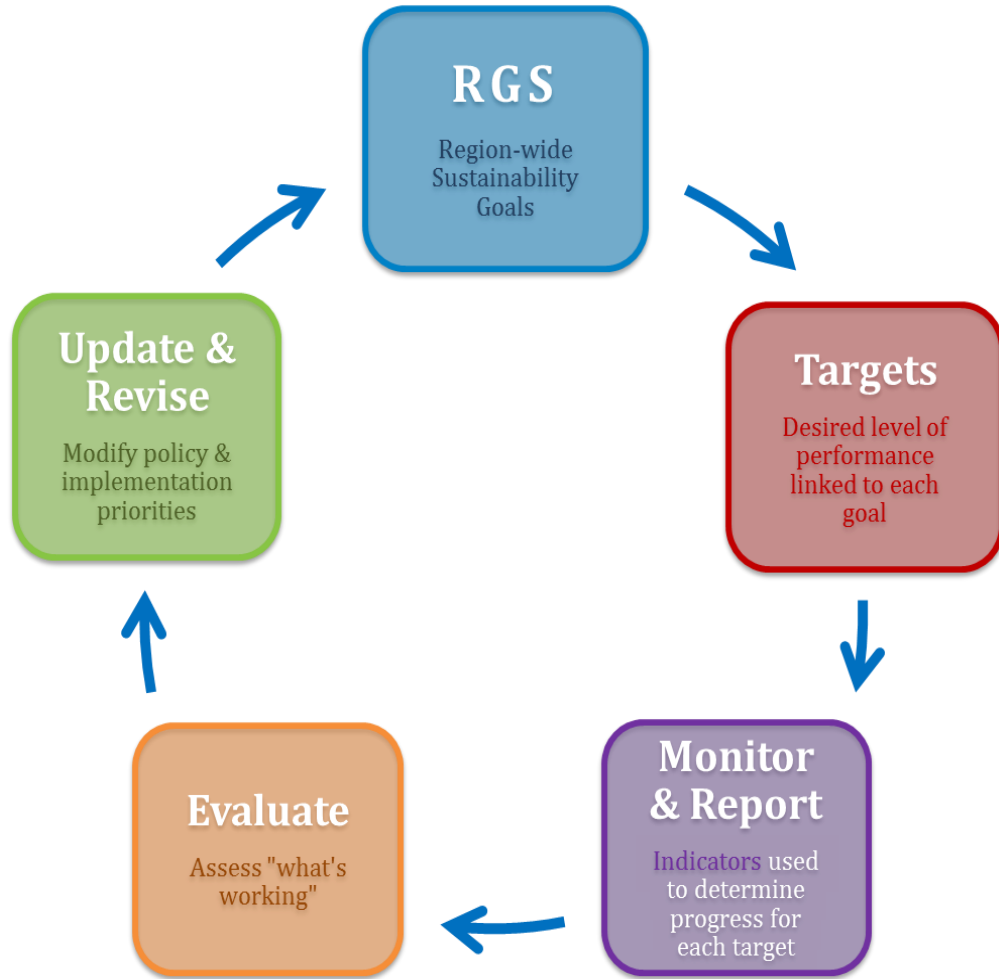 RGS
Region-wide
Sustainability
Goals
Targets
Desired level of
performance
linked to each
goal
Monitor
& Report
Indicators used
to determine
progress for
each target
Evaluate
Assess "what's
working"
Update &
Revise
Modify policy &
implementation
priorities